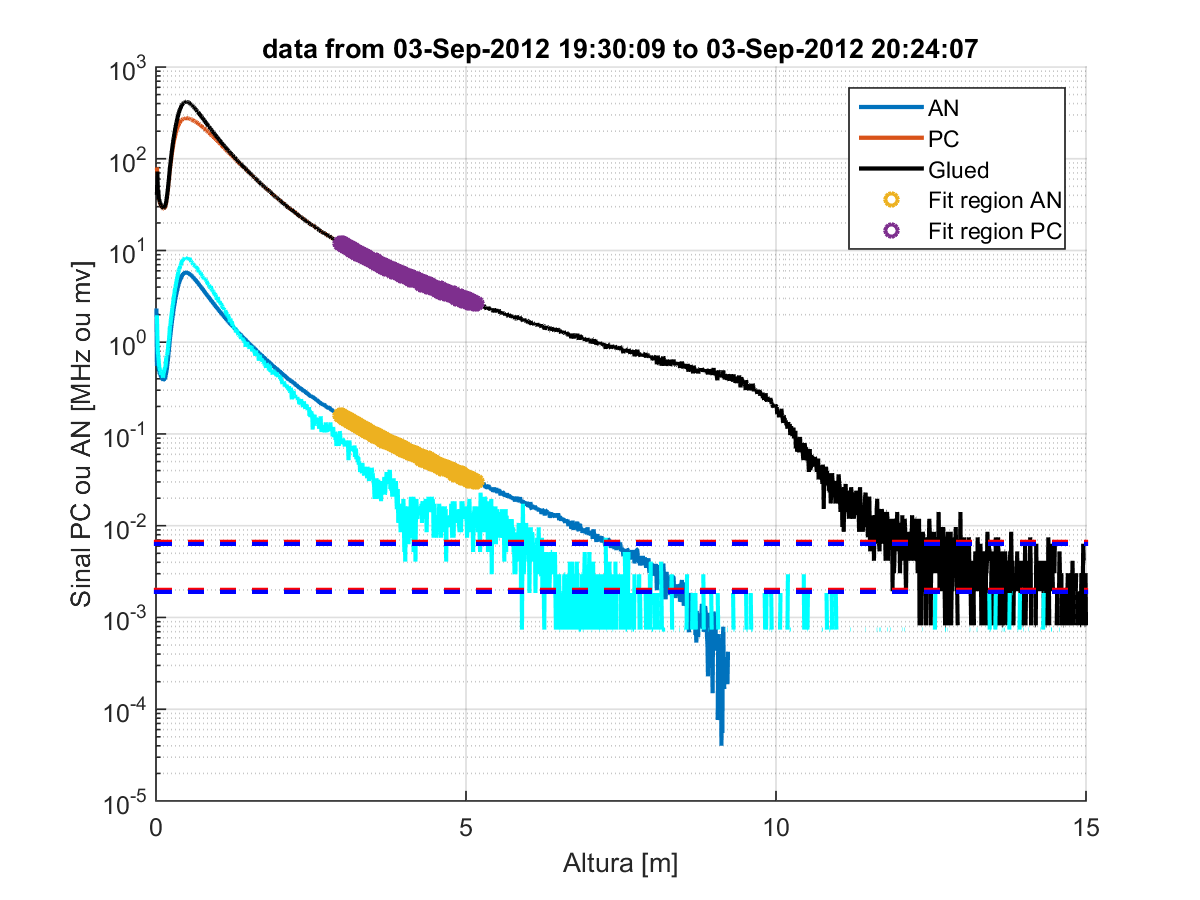 data from 03-Sep-2012 19:30:09 to 03-Sep-2012 20:24:07
Sinal PC ou AN [MHz ou mv]
10^3
10^2
10^1
10^0
10^-1
10^-2
10^-3
10^-4
10^-5
AN
PC
Glued
Fit region AN
Fit region PC
0 5 10 15
Altura [m]